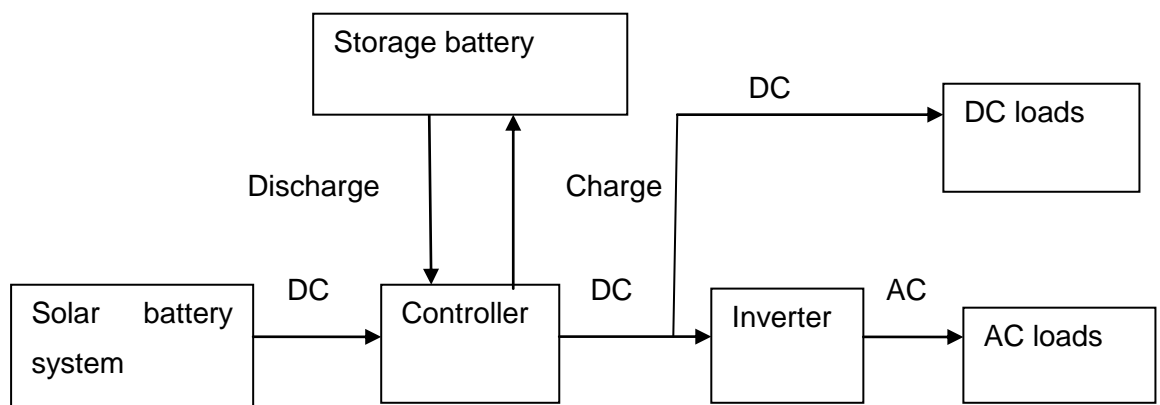 Storage battery
DC
DC loads
Discharge
Charge
DC
DC
AC
Solar battery
system
Controller
Inverter
AC loads